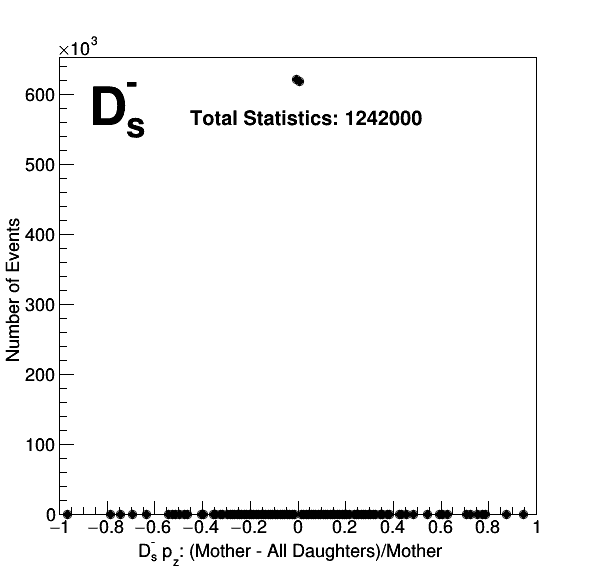 ×10³
600
500
400
300
200
100
0
Number of Events
D⁻ₛ
Total Statistics: 1242000
−1 −0.8 −0.6 −0.4 −0.2 0 0.2 0.4 0.6 0.8 1
D⁻ₛ p_z: (Mother - All Daughters)/Mother